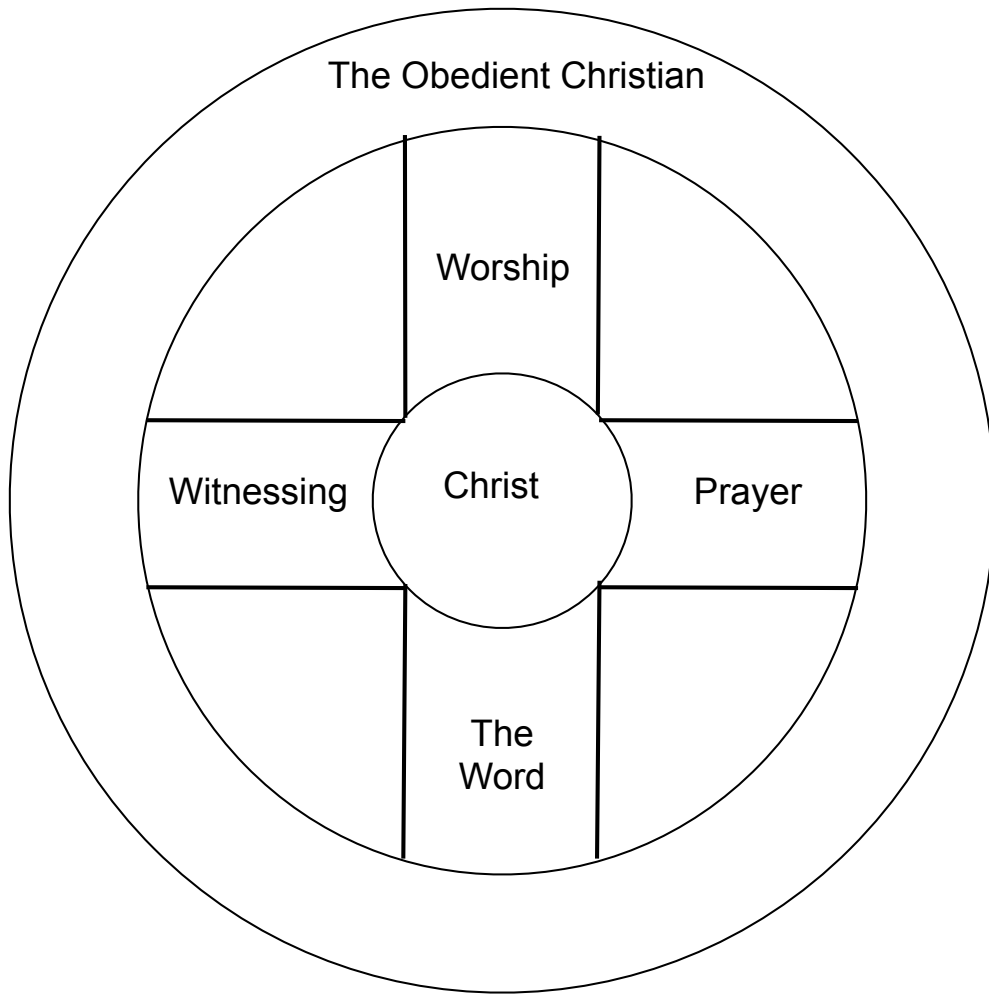 The Obedient Christian
Worship
Witnessing
Christ
Prayer
The
Word